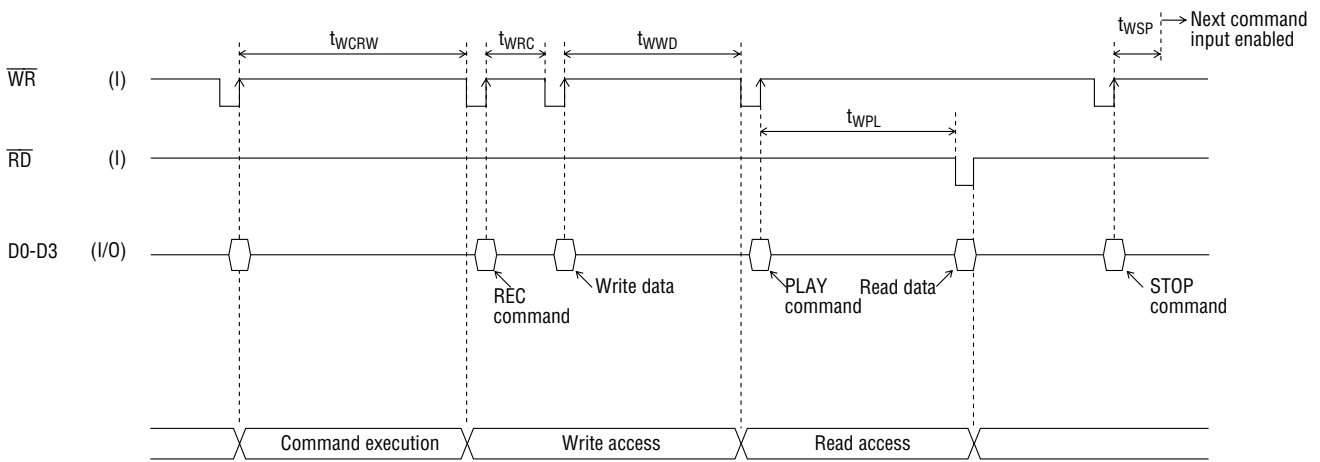 tWCRW tWRC tWWD tWSP Next command
input enabled
WR (I)
tWPL
RD (I)
D0-D3 (I/O)
REC
command
Write data
PLAY
command
Read data
STOP
command
Command execution Write access Read access